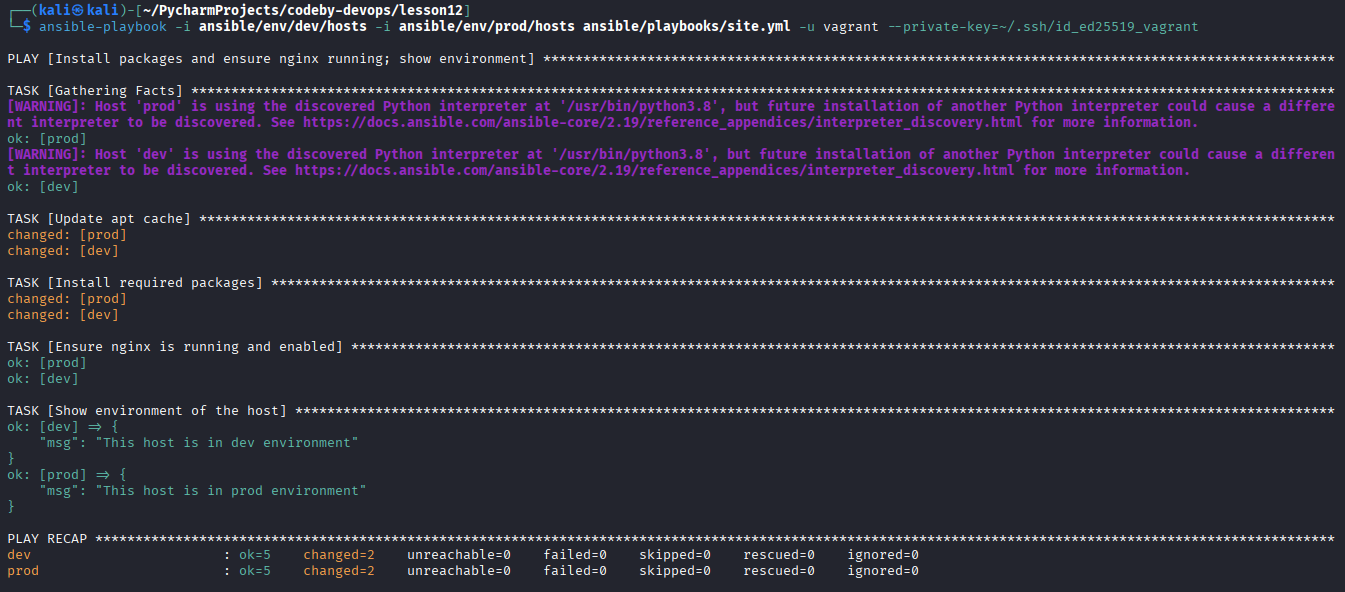 ┌──(kali㉿kali)-[~/PycharmProjects/codeby-devops/lesson12]
└─$ ansible-playbook -i ansible/env/dev/hosts -i ansible/env/prod/hosts ansible/playbooks/site.yml -u vagrant --private-key=~/.ssh/id_ed25519_vagrant
PLAY [Install packages and ensure nginx running; show environment] ***************************************************************************************************
TASK [Gathering Facts] ***********************************************************************************************************************************************
[WARNING]: Host 'prod' is using the discovered Python interpreter at '/usr/bin/python3.8', but future installation of another Python interpreter could cause a differe
nt interpreter to be discovered. See https://docs.ansible.com/ansible-core/2.19/reference_appendices/interpreter_discovery.html for more information.
ok: [prod]
[WARNING]: Host 'dev' is using the discovered Python interpreter at '/usr/bin/python3.8', but future installation of another Python interpreter could cause a differen
t interpreter to be discovered. See https://docs.ansible.com/ansible-core/2.19/reference_appendices/interpreter_discovery.html for more information.
ok: [dev]
TASK [Update apt cache] **********************************************************************************************************************************************
changed: [prod]
changed: [dev]
TASK [Install required packages] *************************************************************************************************************************************
changed: [prod]
changed: [dev]
TASK [Ensure nginx is running and enabled] ***************************************************************************************************************************
ok: [prod]
ok: [dev]
TASK [Show environment of the host] **********************************************************************************************************************************
ok: [dev] => {
    "msg": "This host is in dev environment"
}
ok: [prod] => {
    "msg": "This host is in prod environment"
}
PLAY RECAP ***********************************************************************************************************************************************************
dev                        : ok=5    changed=2    unreachable=0    failed=0    skipped=0    rescued=0    ignored=0
prod                       : ok=5    changed=2    unreachable=0    failed=0    skipped=0    rescued=0    ignored=0